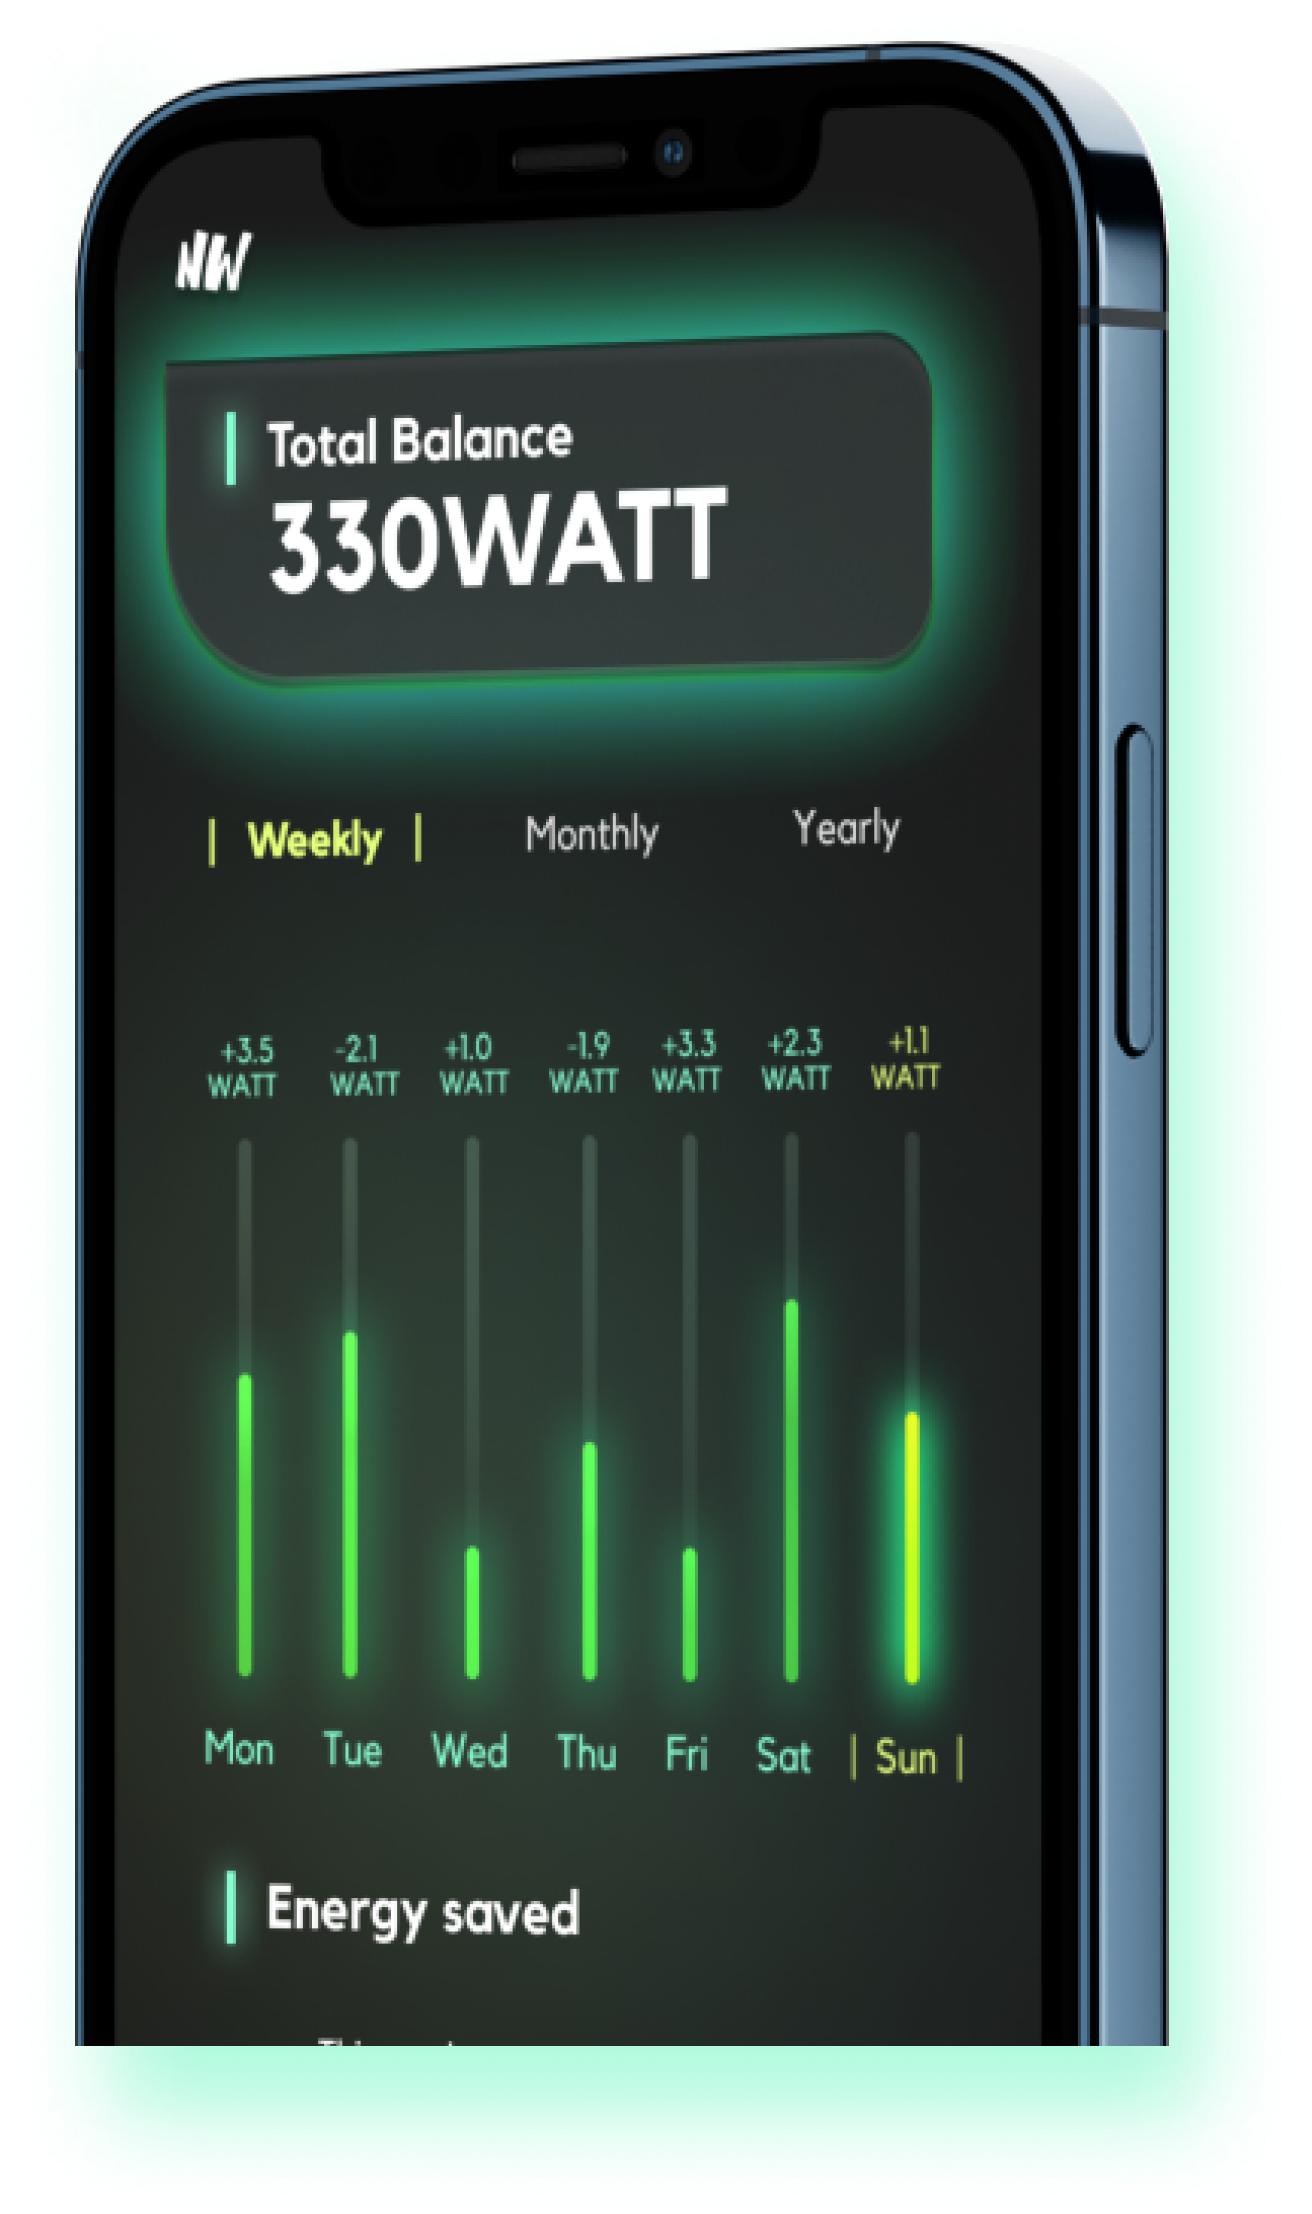 NW
Total Balance
330WATT
| Weekly | Monthly Yearly
+3.5 -2.1 +1.0 -1.9 +3.3 +2.3 +1.1
WATT WATT WATT WATT WATT WATT WATT
Mon Tue Wed Thu Fri Sat | Sun |
Energy saved